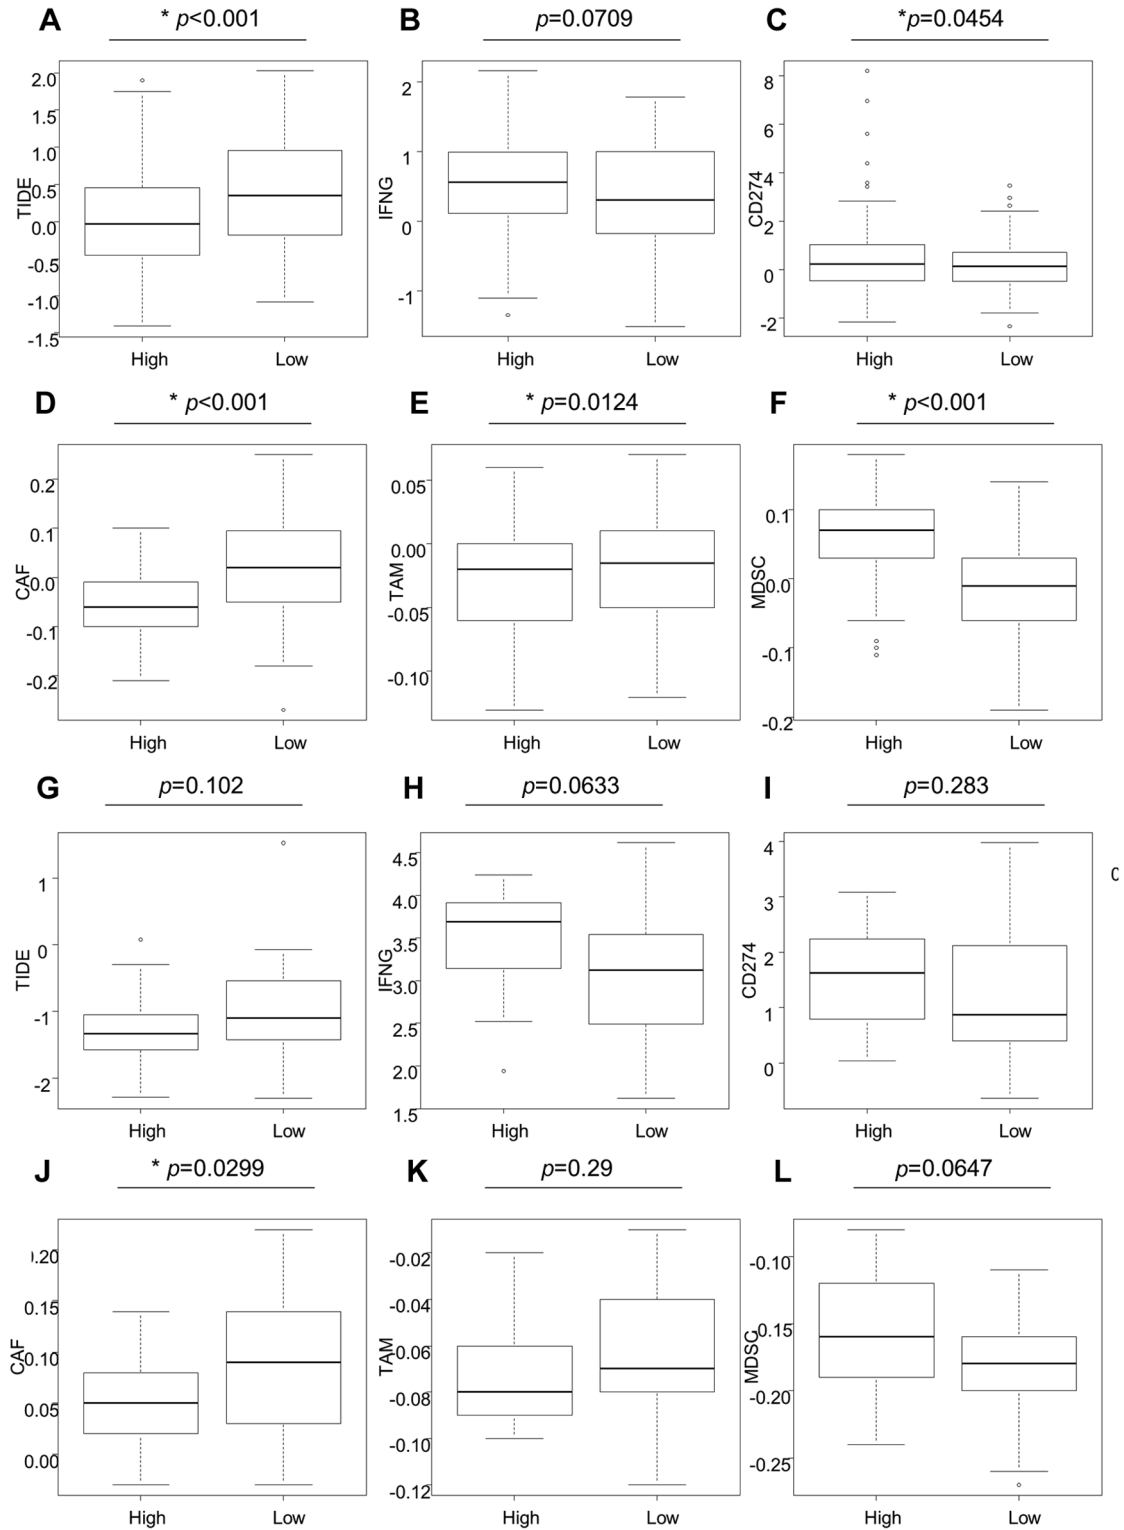 A * p<0.001
B p=0.0709
C *p=0.0454
TIDE
2.0
1.5
1.0
0.5
0.0
-0.5
-1.0
-1.5
High Low
IFNG
2
1
0
-1
High Low
CD274
8
6
4
2
0
-2
High Low
D * p<0.001
E * p=0.0124
F * p<0.001
CAF
0.2
0.1
0.0
-0.1
-0.2
High Low
TAM
0.05
0.00
-0.05
-0.10
High Low
MDSC
0.1
0.0
-0.1
-0.2
High Low
G p=0.102
H p=0.0633
I p=0.283
TIDE
1
0
-1
-2
High Low
IFNG
4.5
4.0
3.5
3.0
2.5
2.0
1.5
High Low
CD274
4
3
2
1
0
High Low
J * p=0.0299
K p=0.29
L p=0.0647
CAF
.20
0.15
0.10
0.05
0.00
High Low
TAM
-0.02
-0.04
0.06
-0.08
-0.10
-0.12
High Low
MDSC
-0.10
0.15
-0.20
-0.25
High Low